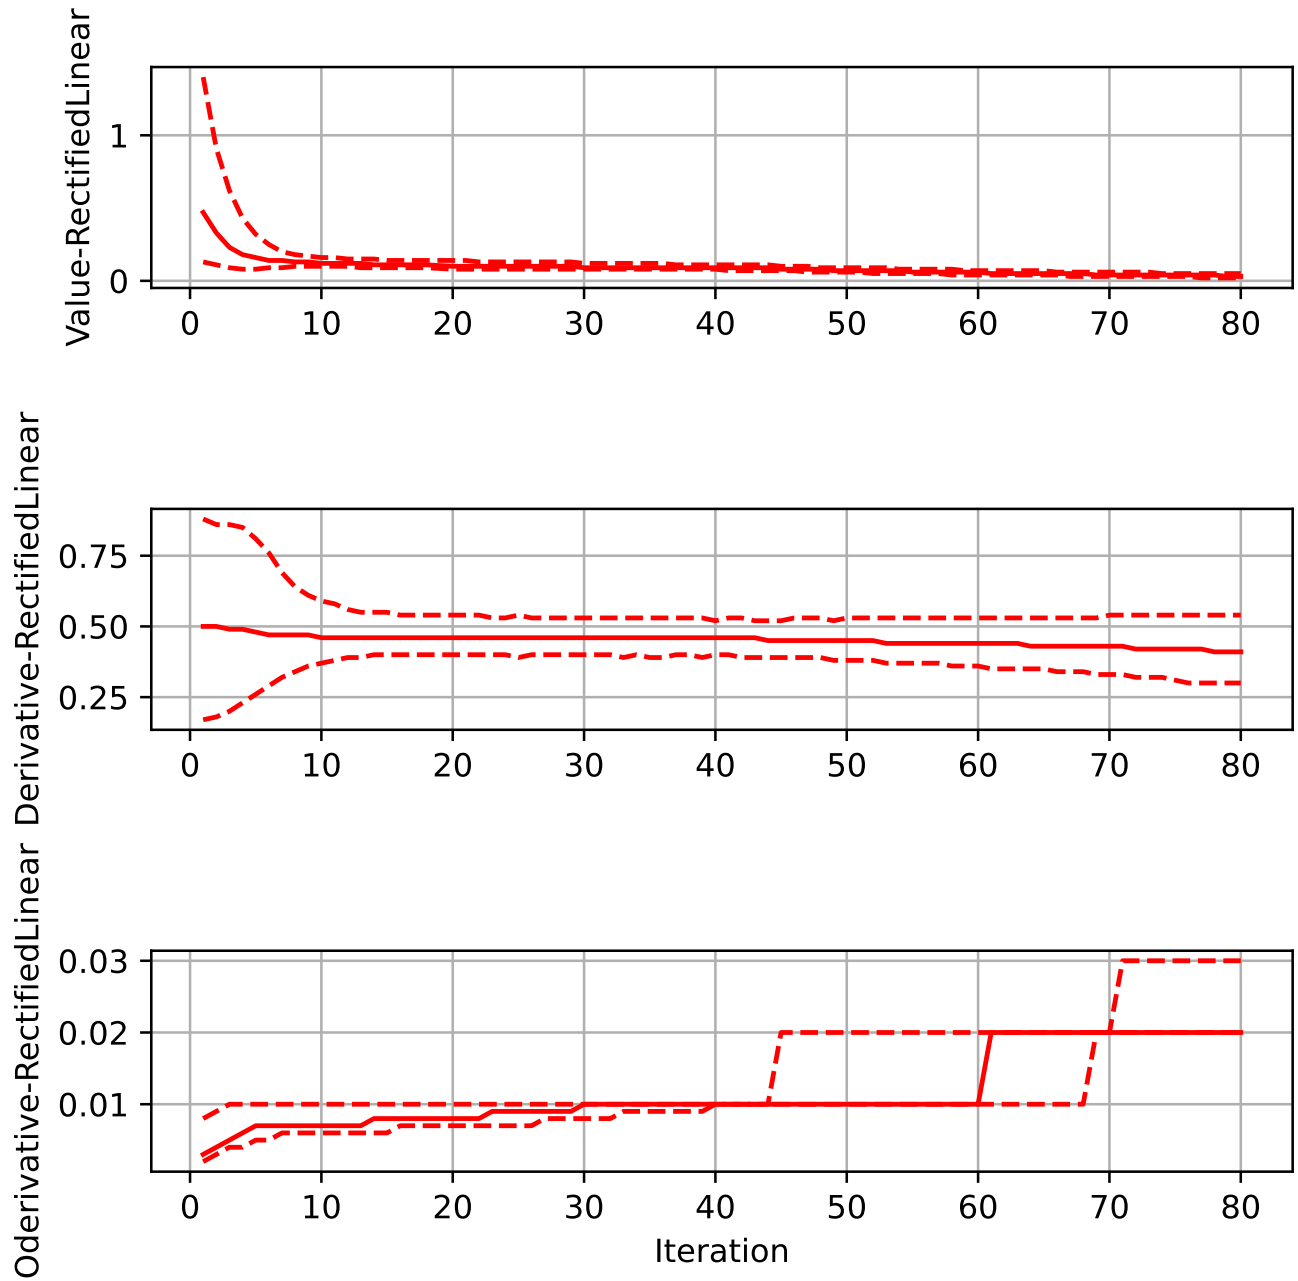 Value-RectifiedLinear
1
0
0 10 20 30 40 50 60 70 80
Derivative-RectifiedLinear
0.75
0.50
0.25
0 10 20 30 40 50 60 70 80
Oderivative-RectifiedLinear
0.03
0.02
0.01
0 10 20 30 40 50 60 70 80
Iteration